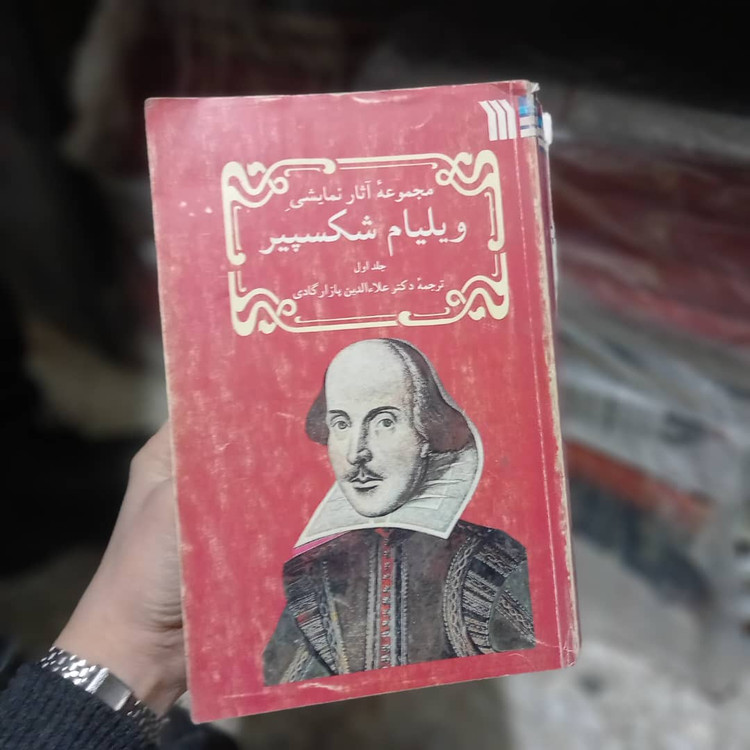 مجموعهٔ آثار نمایشیِ
ویلیام شکسپیر
جلد اول
ترجمهٔ دکتر علاءالدین پازارگادی